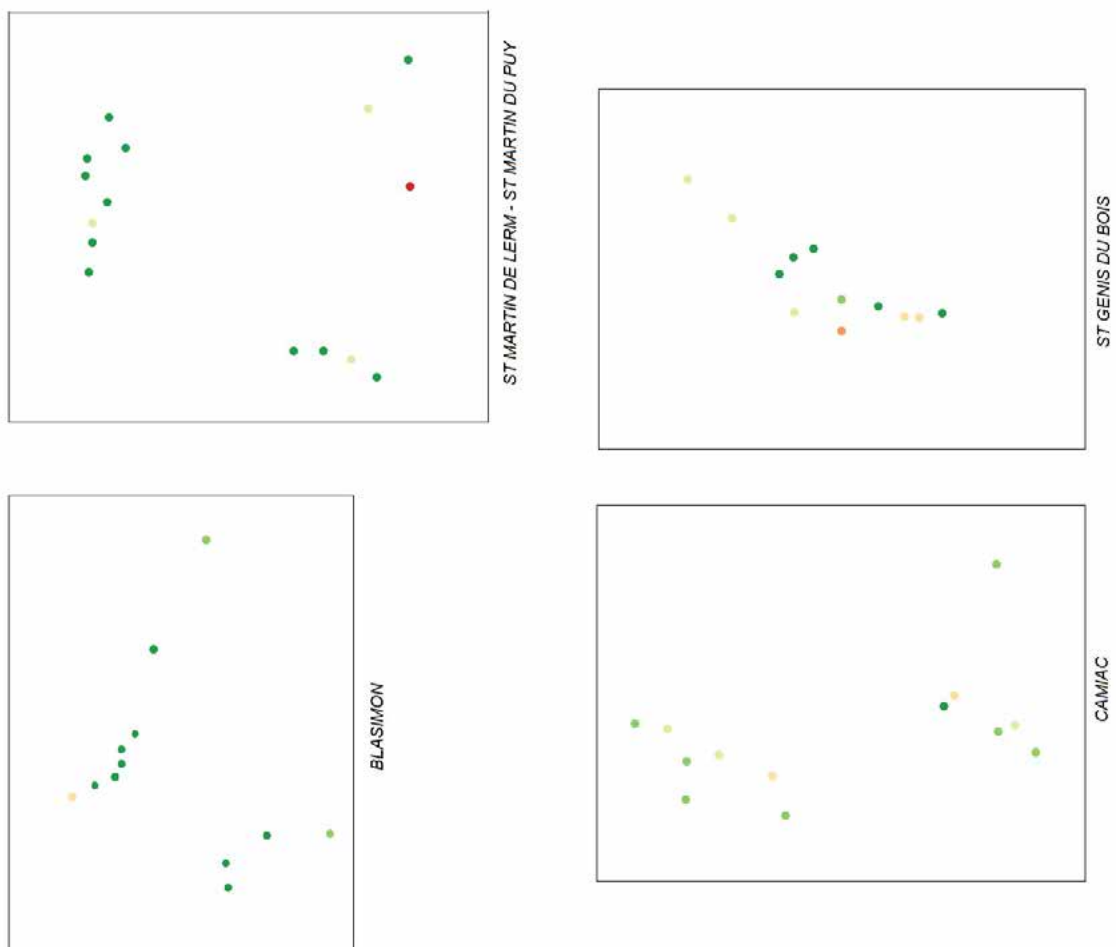 ST MARTIN DE LERM - ST MARTIN DU PUY
ST GENIS DU BOIS
BLASIMON
CAMIAC